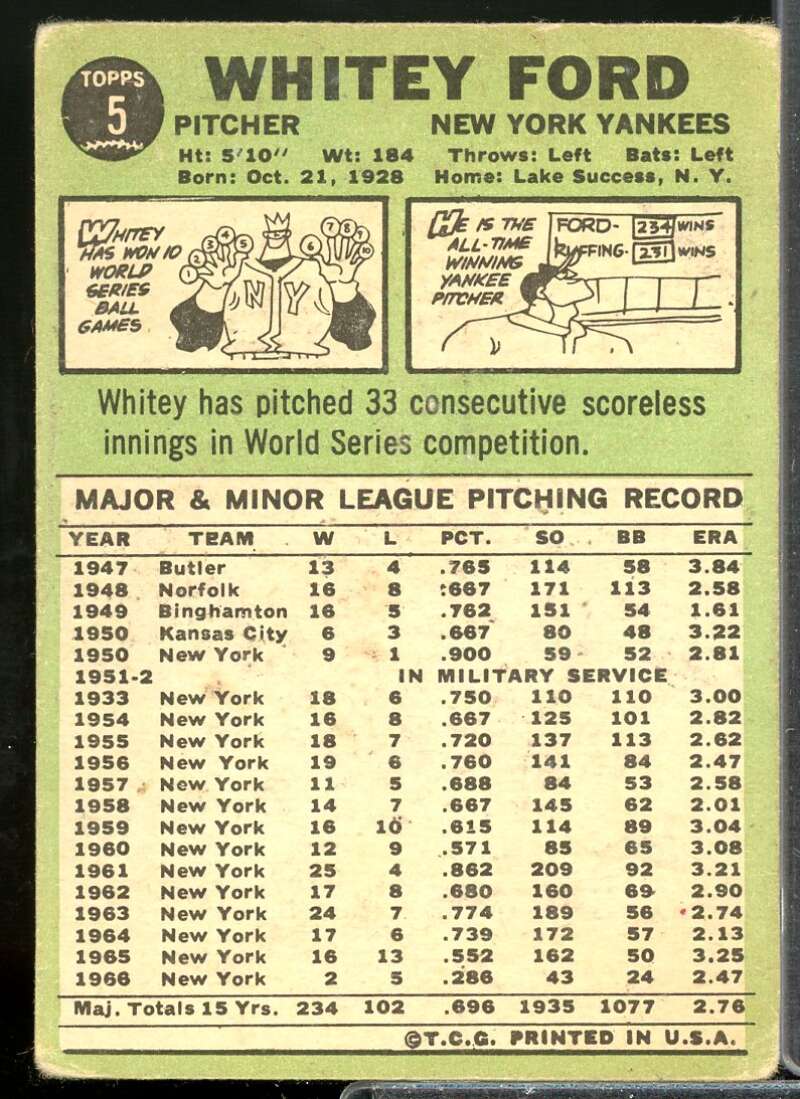 TOPPS
5
WHITEY FORD
PITCHER NEW YORK YANKEES
Ht: 5'10" Wt: 184 Throws: Left Bats: Left
Born: Oct. 21, 1928 Home: Lake Success, N. Y.
WHITEY
HAS WON 10
WORLD
SERIES
BALL
GAMES
1 2 3 4 5 6 7 8 9 10
NY
HE IS THE
ALL-TIME
WINNING
YANKEE
PITCHER
FORD- 234 WINS
RUFFING- 231 WINS
Whitey has pitched 33 consecutive scoreless
innings in World Series competition.
MAJOR & MINOR LEAGUE PITCHING RECORD
YEAR TEAM W L PCT. SO BB ERA
1947 Butler 13 4 .765 114 58 3.84
1948 Norfolk 16 8 .667 171 113 2.58
1949 Binghamton 16 5 .762 151 54 1.61
1950 Kansas City 6 3 .667 80 48 3.22
1950 New York 9 1 .900 59 52 2.81
1951-2 IN MILITARY SERVICE
1933 New York 18 6 .750 110 110 3.00
1954 New York 16 8 .667 125 101 2.82
1955 New York 18 7 .720 137 113 2.62
1956 New York 19 6 .760 141 84 2.47
1957 New York 11 5 .688 84 53 2.58
1958 New York 14 7 .667 145 62 2.01
1959 New York 16 10 .615 114 89 3.04
1960 New York 12 9 .571 85 65 3.08
1961 New York 25 4 .862 209 92 3.21
1962 New York 17 8 .680 160 69 2.90
1963 New York 24 7 .774 189 56 2.74
1964 New York 17 6 .739 172 57 2.13
1965 New York 16 13 .552 162 50 3.25
1966 New York 2 5 .286 43 24 2.47
Maj. Totals 15 Yrs. 234 102 .696 1935 1077 2.76
©T.C.G. PRINTED IN U.S.A.